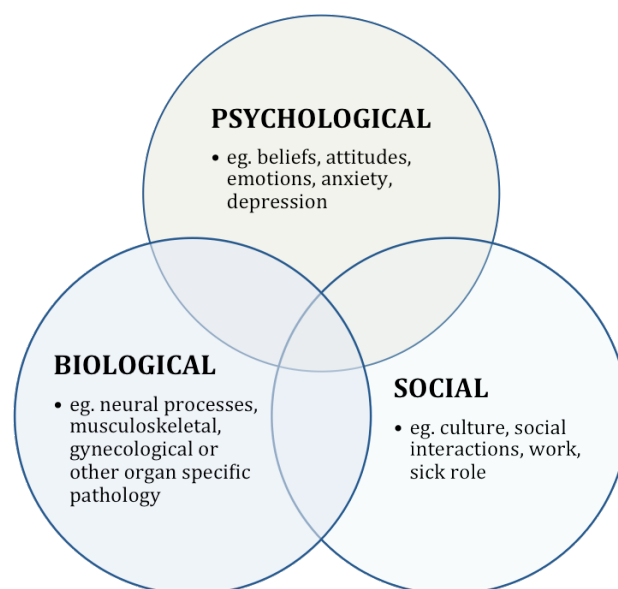 PSYCHOLOGICAL
• eg. beliefs, attitudes,
emotions, anxiety,
depression
BIOLOGICAL
• eg. neural processes,
musculoskeletal,
gynecological or
other organ specific
pathology
SOCIAL
• eg. culture, social
interactions, work,
sick role